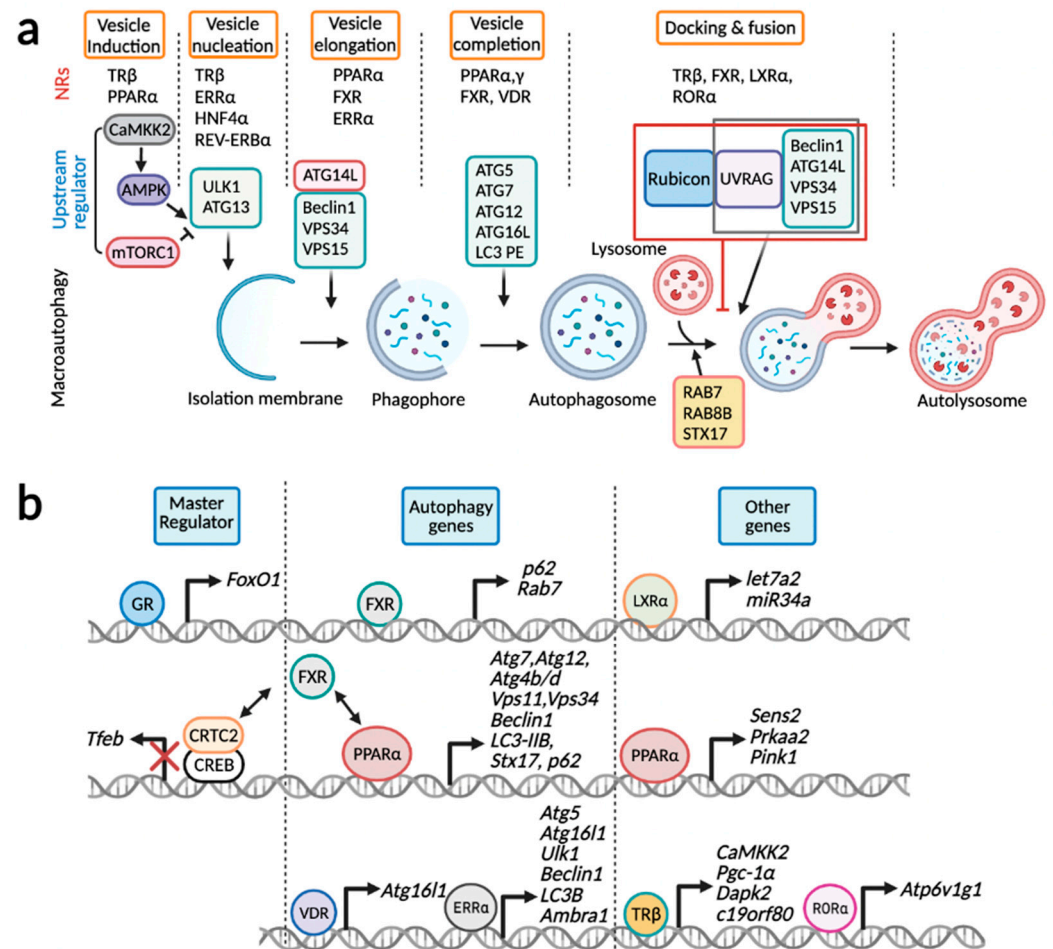 a
Vesicle
Induction
Vesicle
nucleation
Vesicle
elongation
Vesicle
completion
Docking & fusion
NRs
TRβ
PPARα
TRβ
ERRα
HNF4α
REV-ERBα
PPARα
FXR
ERRα
PPARα,γ
FXR, VDR
TRβ, FXR, LXRα,
RORα
Upstream
regulator
CaMKK2
AMPK
mTORC1
ULK1
ATG13
ATG14L
Beclin1
VPS34
VPS15
ATG5
ATG7
ATG12
ATG16L
LC3 PE
Rubicon
UVRAG
Beclin1
ATG14L
VPS34
VPS15
Lysosome
Macroautophagy
Isolation membrane
Phagophore
Autophagosome
RAB7
RAB8B
STX17
Autolysosome
b
Master
Regulator
Autophagy
genes
Other
genes
GR
FoxO1
FXR
p62
Rab7
LXRα
let7a2
miR34a
Tfeb
CRTC2
CREB
FXR
PPARα
Atg7,Atg12,
Atg4b/d
Vps11,Vps34
Beclin1
LC3-IIB,
Stx17, p62
PPARα
Sens2
Prkaa2
Pink1
VDR
Atg16l1
ERRα
Atg5
Atg16l1
Ulk1
Beclin1
LC3B
Ambra1
TRβ
CaMKK2
Pgc-1α
Dapk2
c19orf80
RORα
Atp6v1g1